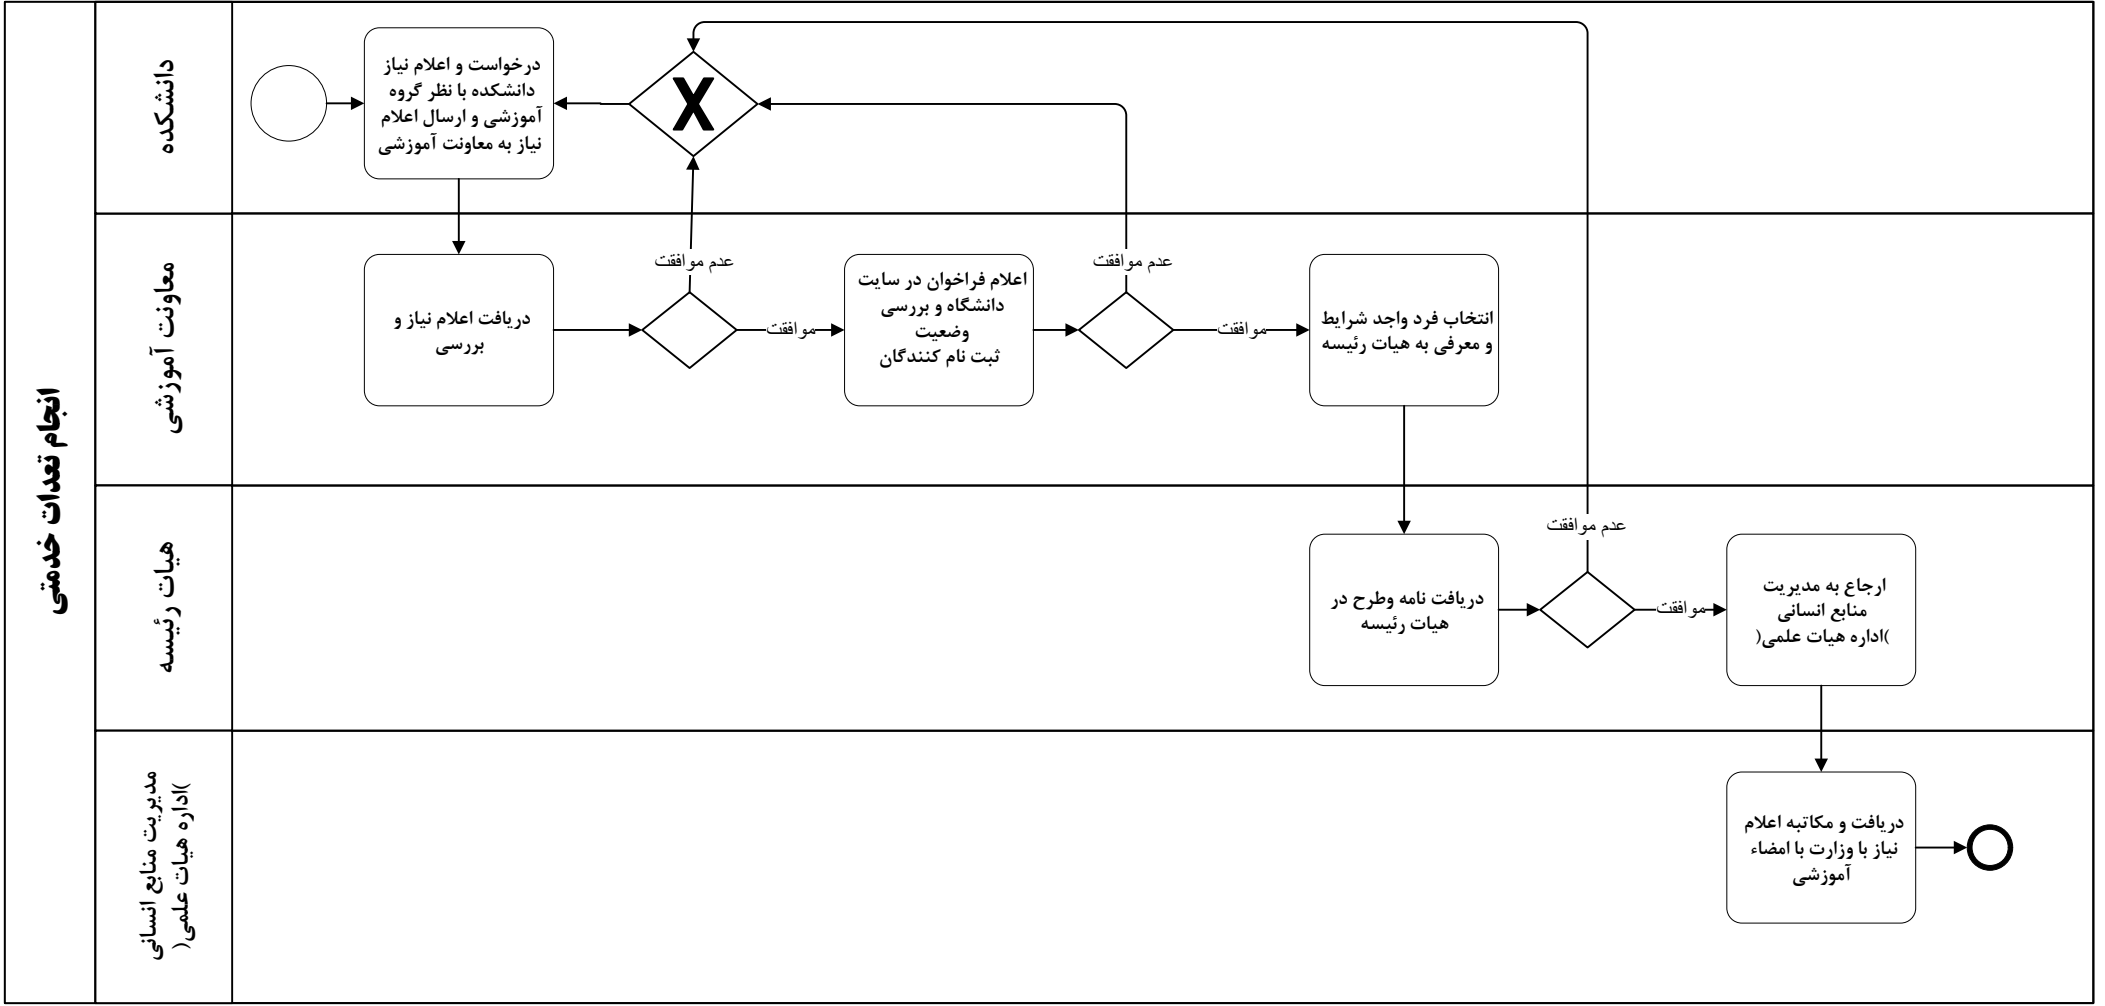 انجام تعدات خدمتی
دانشکده
درخواست و اعلام نیاز
دانشکده با نظر گروه
آموزشی و ارسال اعلام
نیاز به معاونت آموزشی
X
معاونت آموزشی
دریافت اعلام نیاز و
بررسی
عدم موافقت
موافقت
اعلام فراخوان در سایت
دانشگاه و بررسی
وضعیت
ثبت نام کنندگان
عدم موافقت
موافقت
انتخاب فرد واجد شرایط
و معرفی به هیات رئیسه
هیات رئیسه
دریافت نامه وطرح در
هیات رئیسه
عدم موافقت
موافقت
ارجاع به مدیریت
منابع انسانی
)اداره هیات علمی(
مدیریت منابع انسانی
)اداره هیات علمی(
دریافت و مکاتبه اعلام
نیاز با وزارت با امضاء
آموزشی